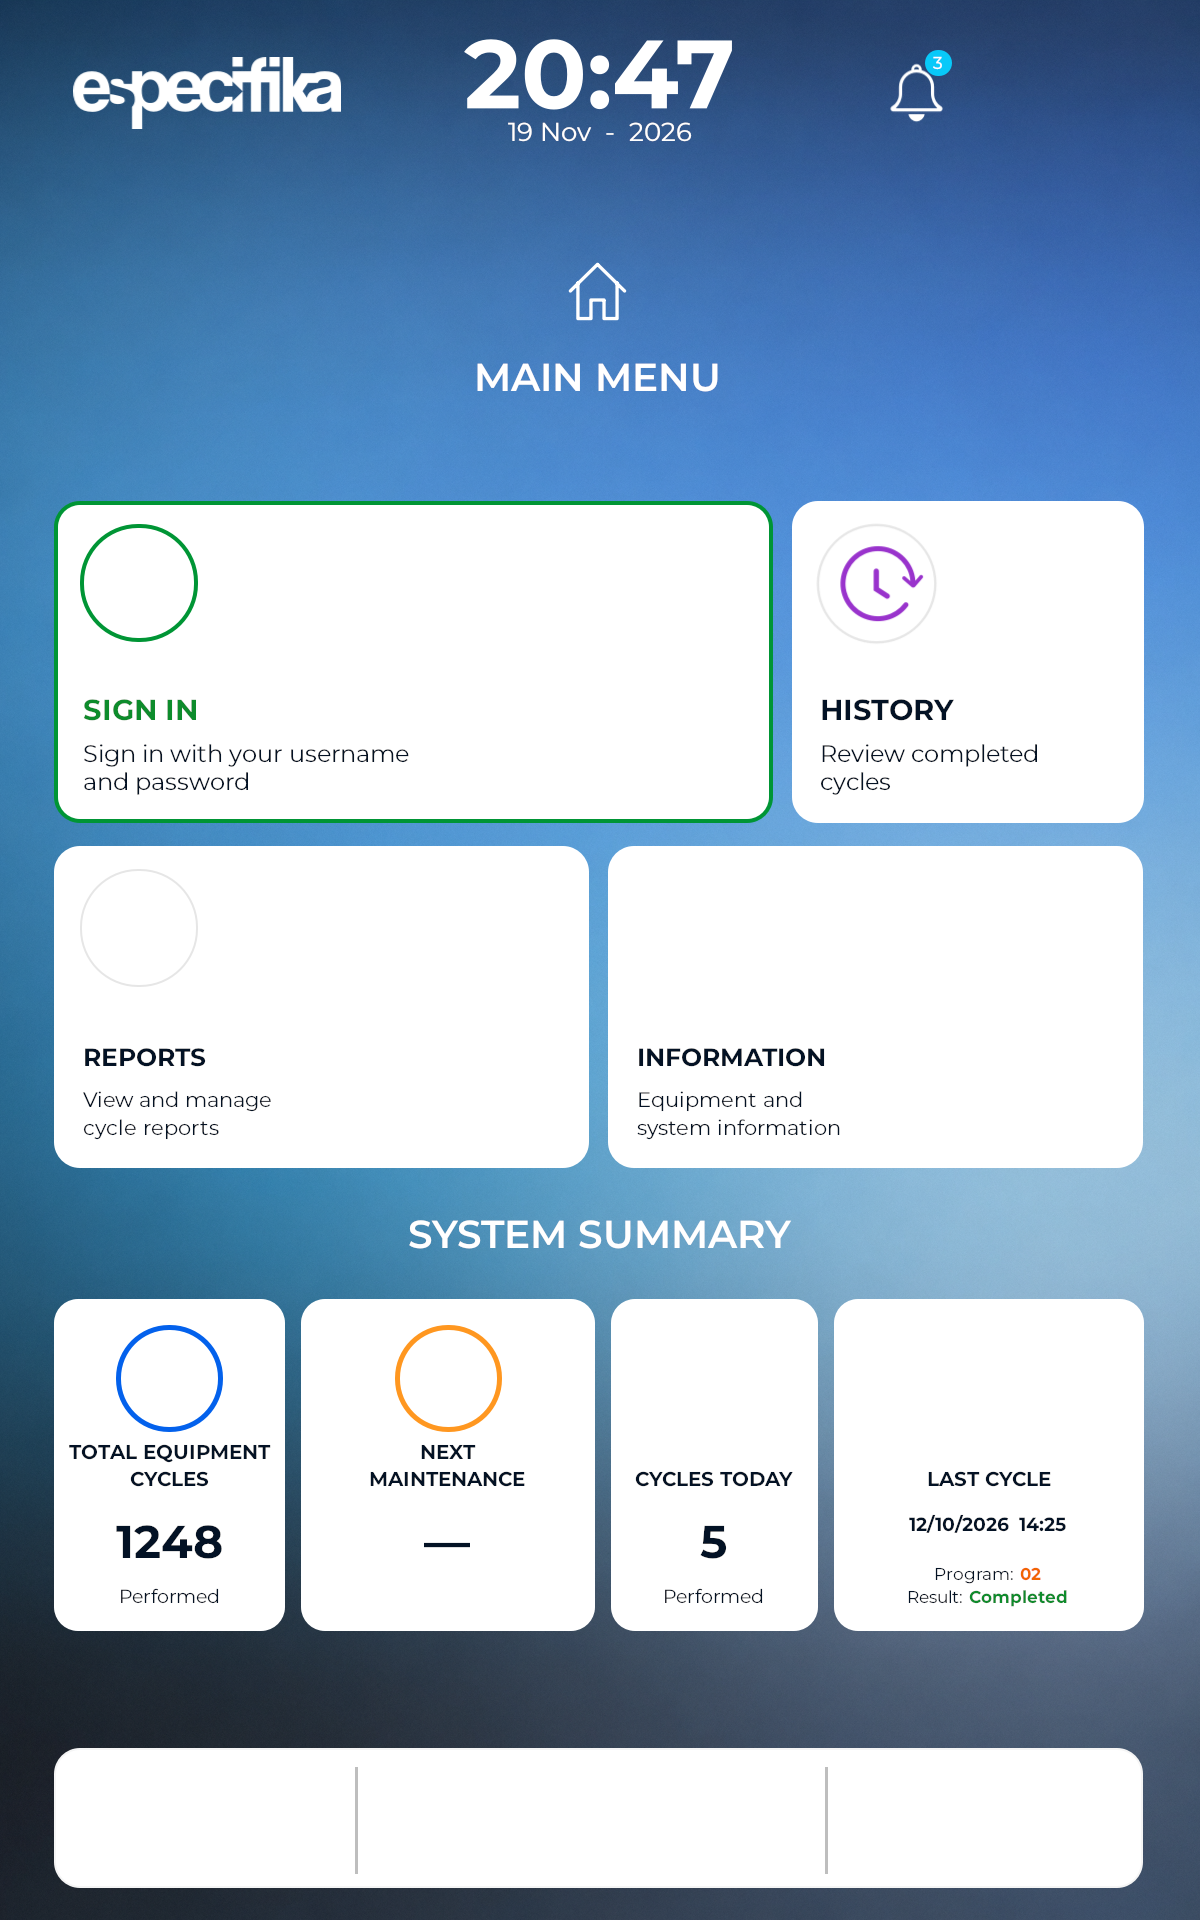 especifika
20:47
19 Nov - 2026
3
MAIN MENU
SIGN IN
Sign in with your username
and password
HISTORY
Review completed
cycles
REPORTS
View and manage
cycle reports
INFORMATION
Equipment and
system information
SYSTEM SUMMARY
TOTAL EQUIPMENT
CYCLES
1248
Performed
NEXT
MAINTENANCE
—
CYCLES TODAY
5
Performed
LAST CYCLE
12/10/2026 14:25
Program: 02
Result: Completed